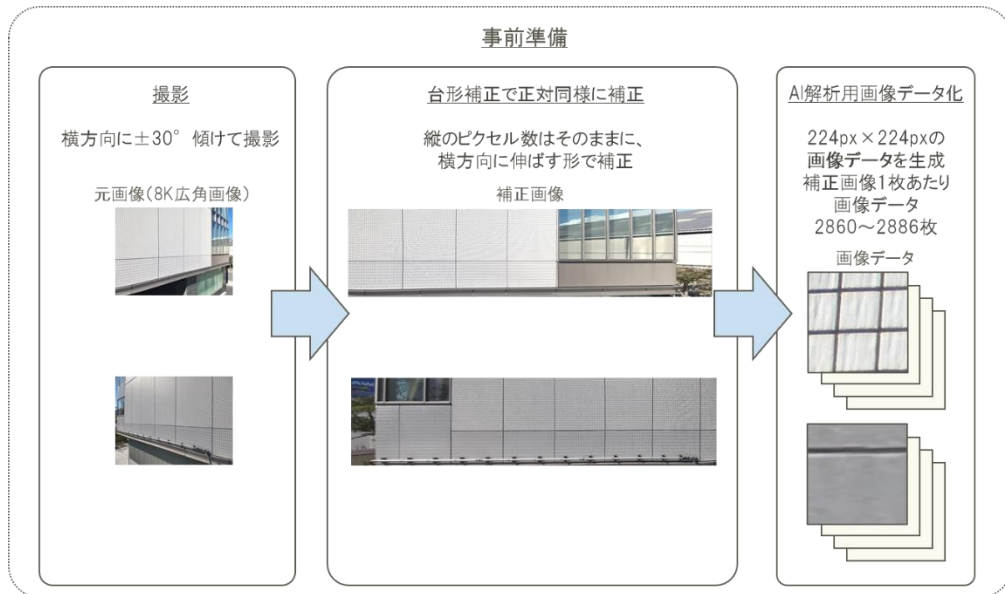 事前準備
撮影
横方向に±30° 傾けて撮影
元画像(8K広角画像)
台形補正で正対同様に補正
縦のピクセル数はそのままに、
横方向に伸ばす形で補正
補正画像
AI解析用画像データ化
224px×224pxの
画像データを生成
補正画像1枚あたり
画像データ
2860～2886枚
画像データ